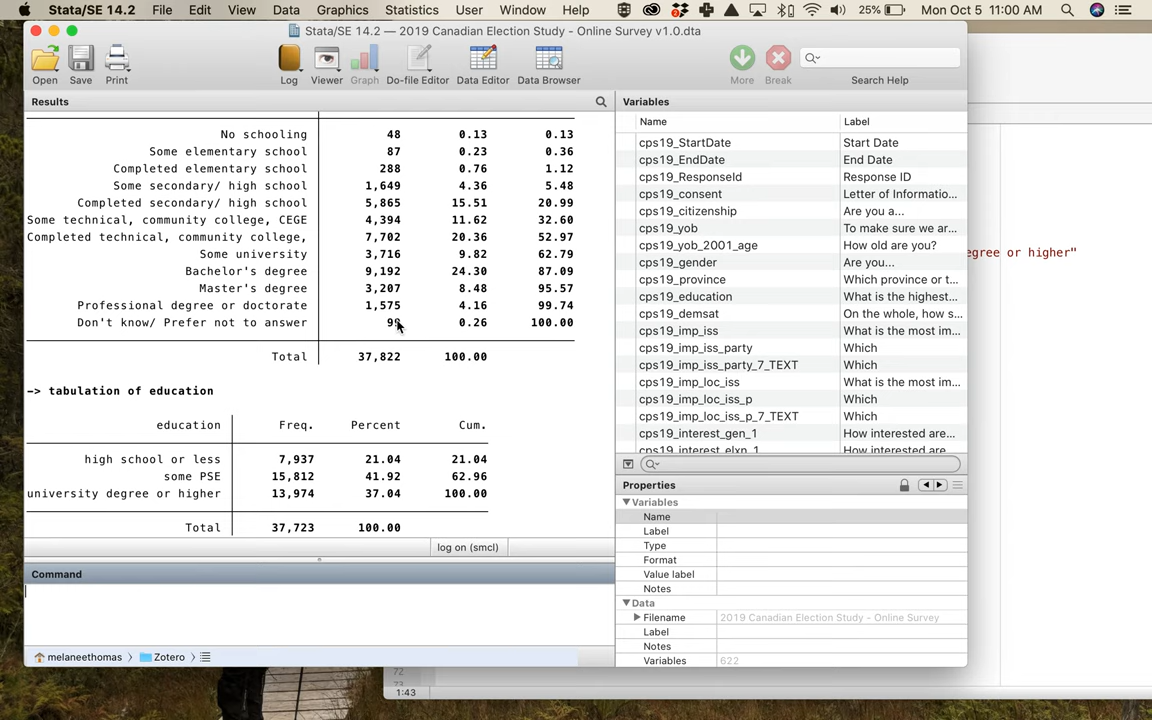 Stata/SE 14.2 File Edit View Data Graphics Statistics User Window Help 25% Mon Oct 5 11:00 AM
Stata/SE 14.2 — 2019 Canadian Election Study - Online Survey v1.0.dta
Open Save Print Log Viewer Graph Do-file Editor Data Editor Data Browser More Break Search Help
Results
No schooling 48 0.13 0.13
Some elementary school 87 0.23 0.36
Completed elementary school 288 0.76 1.12
Some secondary/ high school 1,649 4.36 5.48
Completed secondary/ high school 5,865 15.51 20.99
Some technical, community college, CEGE 4,394 11.62 32.60
Completed technical, community college, 7,702 20.36 52.97
Some university 3,716 9.82 62.79
Bachelor's degree 9,192 24.30 87.09
Master's degree 3,207 8.48 95.57
Professional degree or doctorate 1,575 4.16 99.74
Don't know/ Prefer not to answer 99 0.26 100.00
Total 37,822 100.00
-> tabulation of education
education Freq. Percent Cum.
high school or less 7,937 21.04 21.04
some PSE 15,812 41.92 62.96
university degree or higher 13,974 37.04 100.00
Total 37,723 100.00
log on (smcl)
Command
melaneethomas Zotero
Variables
Name Label
cps19_StartDate Start Date
cps19_EndDate End Date
cps19_ResponseId Response ID
cps19_consent Letter of Informatio...
cps19_citizenship Are you a...
cps19_yob To make sure we ar...
cps19_yob_2001_age How old are you?
cps19_gender Are you...
cps19_province Which province or t...
cps19_education What is the highest...
cps19_demsat On the whole, how s...
cps19_imp_iss What is the most im...
cps19_imp_iss_party Which
cps19_imp_iss_party_7_TEXT Which
cps19_imp_loc_iss What is the most im...
cps19_imp_loc_iss_p Which
cps19_imp_loc_iss_p_7_TEXT Which
cps19_interest_gen_1 How interested are...
cps19_interest_elxn_1 How interested are
Properties
Variables
Name
Label
Type
Format
Value label
Notes
Data
Filename 2019 Canadian Election Study - Online Survey
Label
Notes
Variables 622
egree or higher"
72
1:43